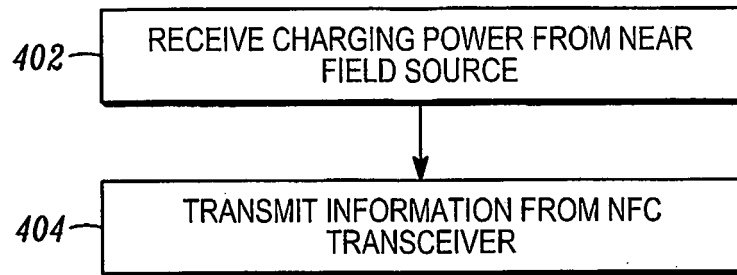 402
RECEIVE CHARGING POWER FROM NEAR
FIELD SOURCE
404
TRANSMIT INFORMATION FROM NFC
TRANSCEIVER